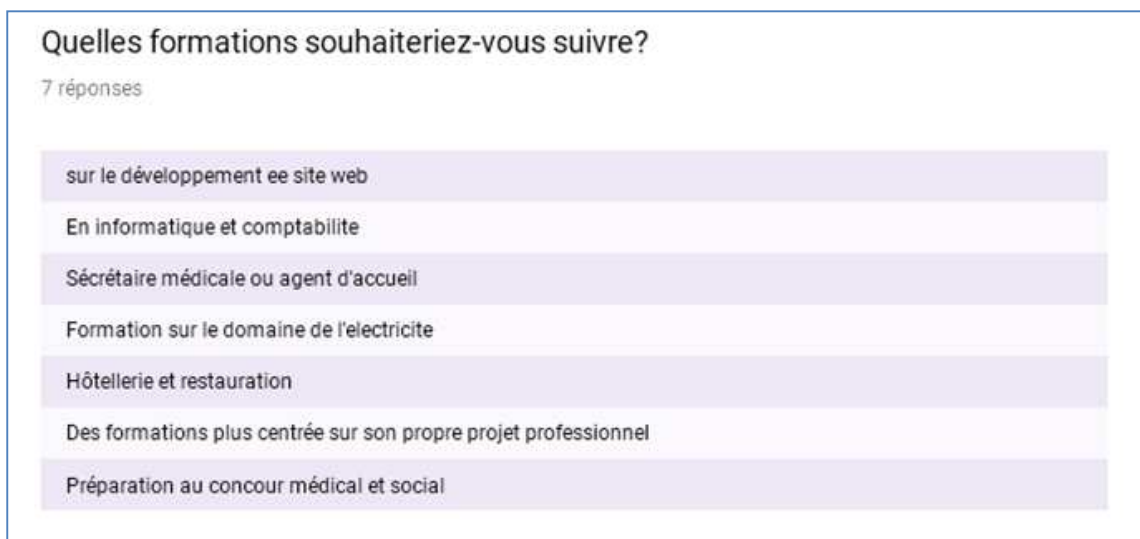 Quelles formations souhaiteriez-vous suivre?
7 réponses
sur le développement ee site web
En informatique et comptabilite
Sécrétaire médicale ou agent d'accueil
Formation sur le domaine de l'electricite
Hôtellerie et restauration
Des formations plus centrée sur son propre projet professionnel
Préparation au concour médical et social